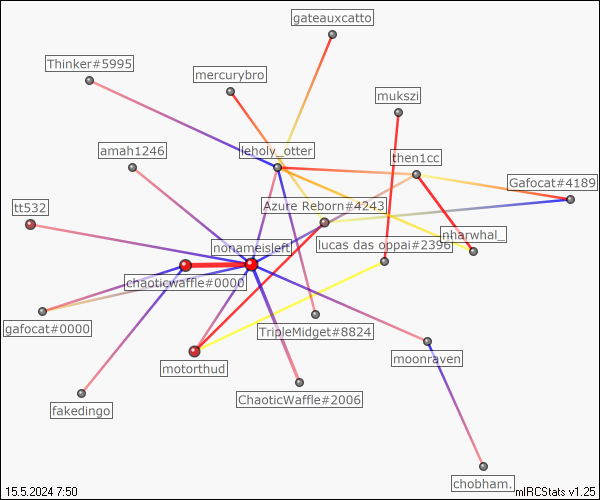 gateauxcatto
Thinker#5995
mercurybro
mukszi
amah1246
leholy_otter
then1cc
Gafocat#4189
tt532
Azure Reborn#4243
nharwhal_
nonameisleft
lucas das oppai#2396
chaoticwaffle#0000
gafocat#0000
TripleMidget#8824
motorthud
moonraven
ChaoticWaffle#2006
fakedingo
chobham.
15.5.2024 7:50
mIRCStats v1.25